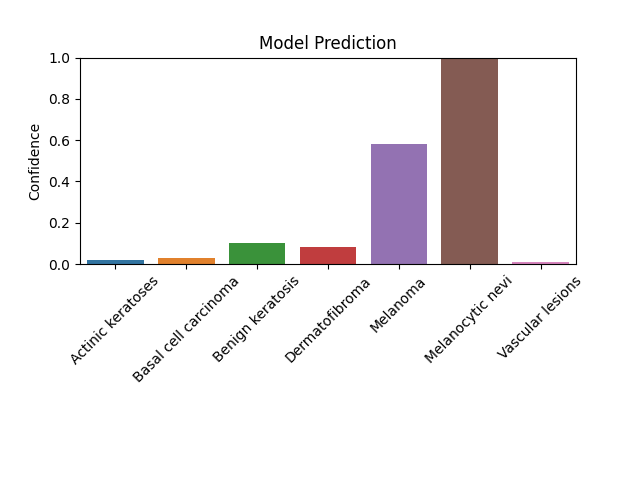 Model Prediction
Confidence
1.0
0.8
0.6
0.4
0.2
0.0
Actinic keratoses
Basal cell carcinoma
Benign keratosis
Dermatofibroma
Melanoma
Melanocytic nevi
Vascular lesions